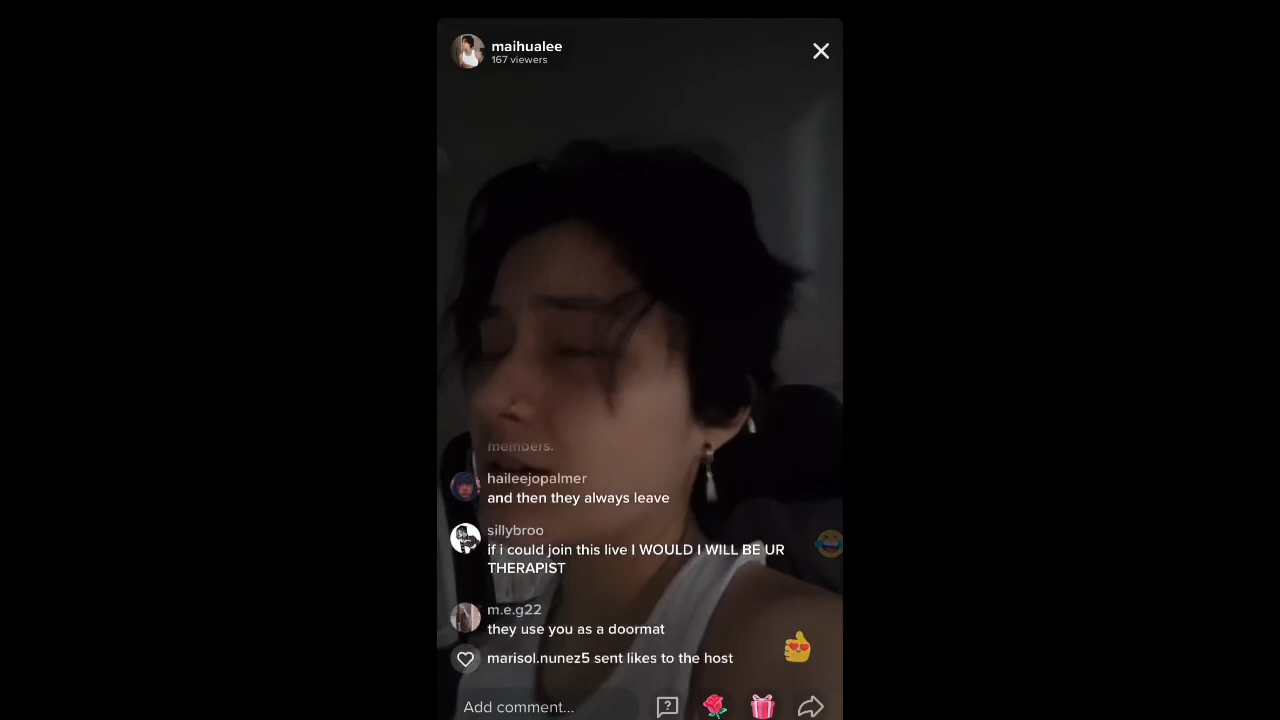 maihualee
167 viewers
members.
haileejopalmer
and then they always leave
sillybroo
if i could join this live I WOULD I WILL BE UR
THERAPIST
m.e.g22
they use you as a doormat
marisol.nunez5 sent likes to the host
Add comment...
?